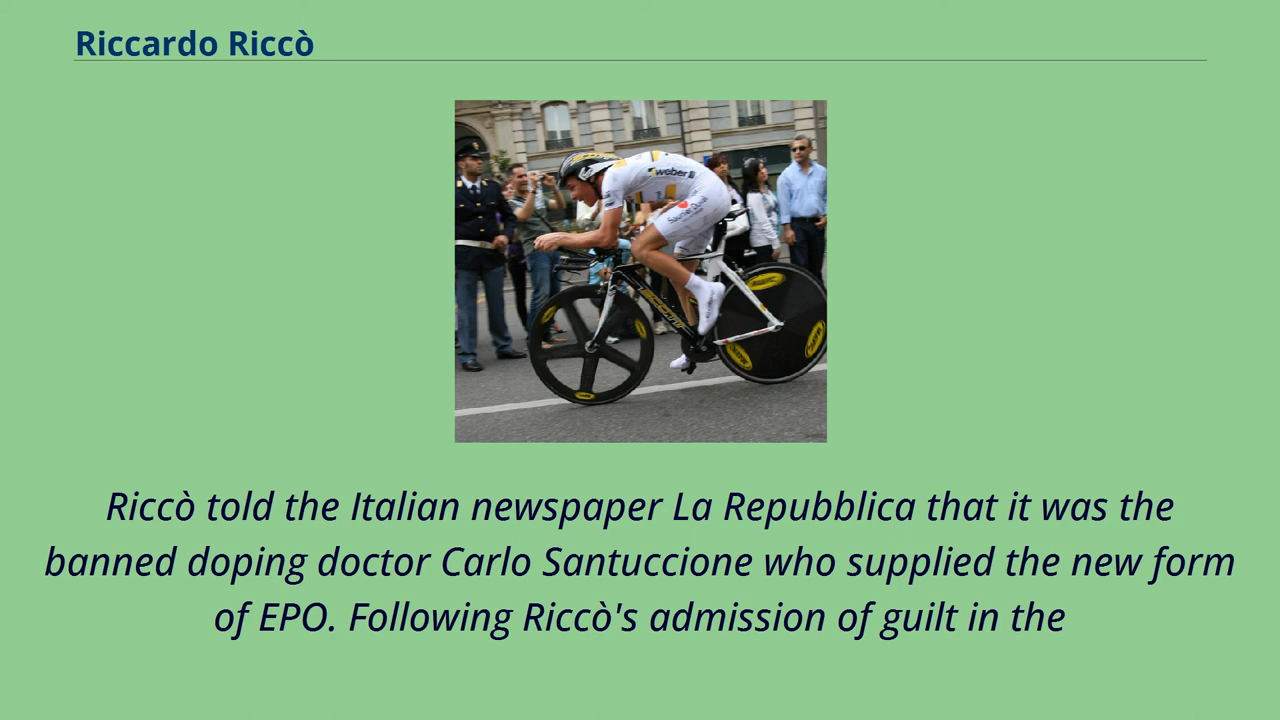 Riccardo Riccò
weber
Riccò told the Italian newspaper La Repubblica that it was the
banned doping doctor Carlo Santuccione who supplied the new form
of EPO. Following Riccò's admission of guilt in the